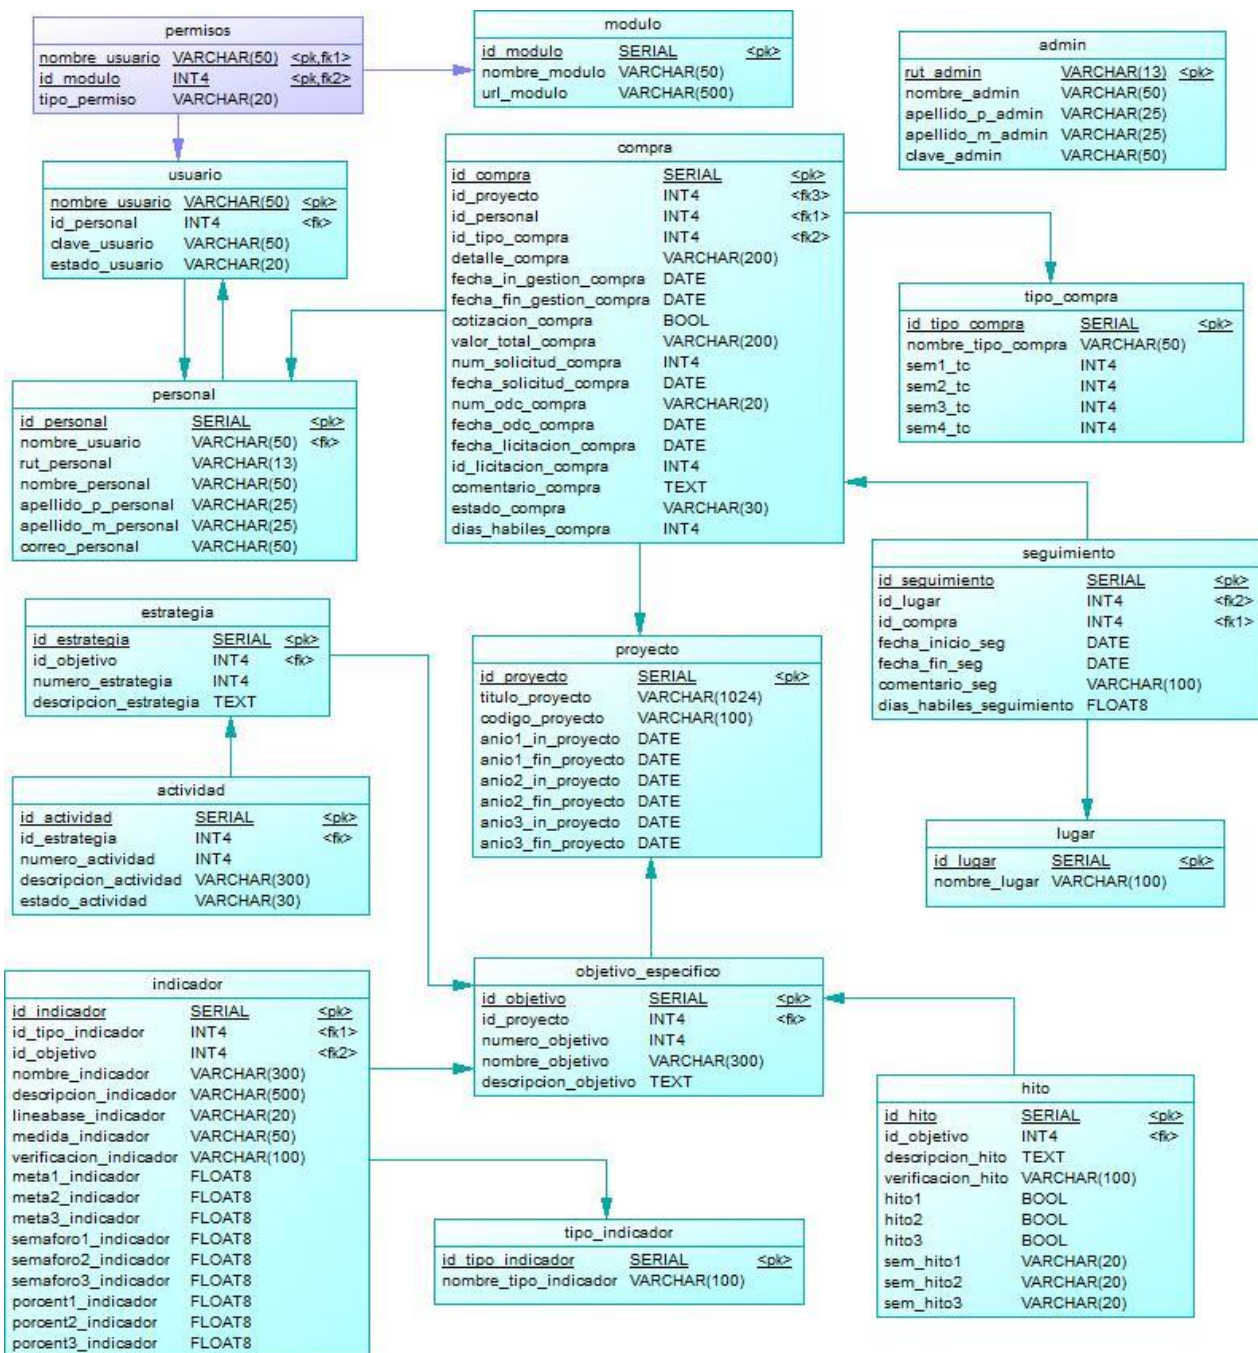 permisos
nombre_usuario VARCHAR(50) <pk,fk1>
id_modulo INT4 <pk,fk2>
tipo_permiso VARCHAR(20)
modulo
id_modulo SERIAL <pk>
nombre_modulo VARCHAR(50)
url_modulo VARCHAR(500)
admin
rut_admin VARCHAR(13) <pk>
nombre_admin VARCHAR(50)
apellido_p_admin VARCHAR(25)
apellido_m_admin VARCHAR(25)
clave_admin VARCHAR(50)
usuario
nombre_usuario VARCHAR(50) <pk>
id_personal INT4 <fk>
clave_usuario VARCHAR(50)
estado_usuario VARCHAR(20)
compra
id_compra SERIAL <pk>
id_proyecto INT4 <fk3>
id_personal INT4 <fk1>
id_tipo_compra INT4 <fk2>
detalle_compra VARCHAR(200)
fecha_in_gestion_compra DATE
fecha_fin_gestion_compra DATE
cotizacion_compra BOOL
valor_total_compra VARCHAR(200)
num_solicitud_compra INT4
fecha_solicitud_compra DATE
num_odc_compra VARCHAR(20)
fecha_odc_compra DATE
fecha_licitacion_compra DATE
id_licitacion_compra INT4
comentario_compra TEXT
estado_compra VARCHAR(30)
dias_habiles_compra INT4
tipo_compra
id_tipo_compra SERIAL <pk>
nombre_tipo_compra VARCHAR(50)
sem1_tc INT4
sem2_tc INT4
sem3_tc INT4
sem4_tc INT4
personal
id_personal SERIAL <pk>
nombre_usuario VARCHAR(50) <fk>
rut_personal VARCHAR(13)
nombre_personal VARCHAR(50)
apellido_p_personal VARCHAR(25)
apellido_m_personal VARCHAR(25)
correo_personal VARCHAR(50)
seguimiento
id_seguimiento SERIAL <pk>
id_lugar INT4 <fk2>
id_compra INT4 <fk1>
fecha_inicio_seg DATE
fecha_fin_seg DATE
comentario_seg VARCHAR(100)
dias_habiles_seguimiento FLOAT8
estrategia
id_estrategia SERIAL <pk>
id_objetivo INT4 <fk>
numero_estrategia INT4
descripcion_estrategia TEXT
proyecto
id_proyecto SERIAL <pk>
titulo_proyecto VARCHAR(1024)
codigo_proyecto VARCHAR(100)
anio1_in_proyecto DATE
anio1_fin_proyecto DATE
anio2_in_proyecto DATE
anio2_fin_proyecto DATE
anio3_in_proyecto DATE
anio3_fin_proyecto DATE
actividad
id_actividad SERIAL <pk>
id_estrategia INT4 <fk>
numero_actividad INT4
descripcion_actividad VARCHAR(300)
estado_actividad VARCHAR(30)
lugar
id_lugar SERIAL <pk>
nombre_lugar VARCHAR(100)
indicador
id_indicador SERIAL <pk>
id_tipo_indicador INT4 <fk1>
id_objetivo INT4 <fk2>
nombre_indicador VARCHAR(300)
descripcion_indicador VARCHAR(500)
lineabase_indicador VARCHAR(20)
medida_indicador VARCHAR(50)
verificacion_indicador VARCHAR(100)
meta1_indicador FLOAT8
meta2_indicador FLOAT8
meta3_indicador FLOAT8
semaforo1_indicador FLOAT8
semaforo2_indicador FLOAT8
semaforo3_indicador FLOAT8
porcent1_indicador FLOAT8
porcent2_indicador FLOAT8
porcent3_indicador FLOAT8
objetivo_especifico
id_objetivo SERIAL <pk>
id_proyecto INT4 <fk>
numero_objetivo INT4
nombre_objetivo VARCHAR(300)
descripcion_objetivo TEXT
hito
id_hito SERIAL <pk>
id_objetivo INT4 <fk>
descripcion_hito TEXT
verificacion_hito VARCHAR(100)
hito1 BOOL
hito2 BOOL
hito3 BOOL
sem_hito1 VARCHAR(20)
sem_hito2 VARCHAR(20)
sem_hito3 VARCHAR(20)
tipo_indicador
id_tipo_indicador SERIAL <pk>
nombre_tipo_indicador VARCHAR(100)